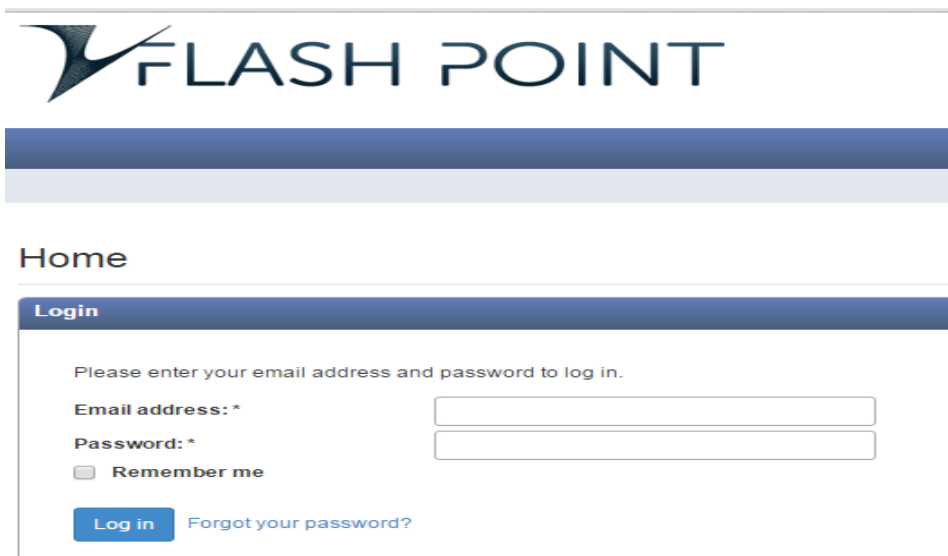 FLASH POINT
Home
Login
Please enter your email address and password to log in.
Email address: *
Password: *
Remember me
Log in Forgot your password?